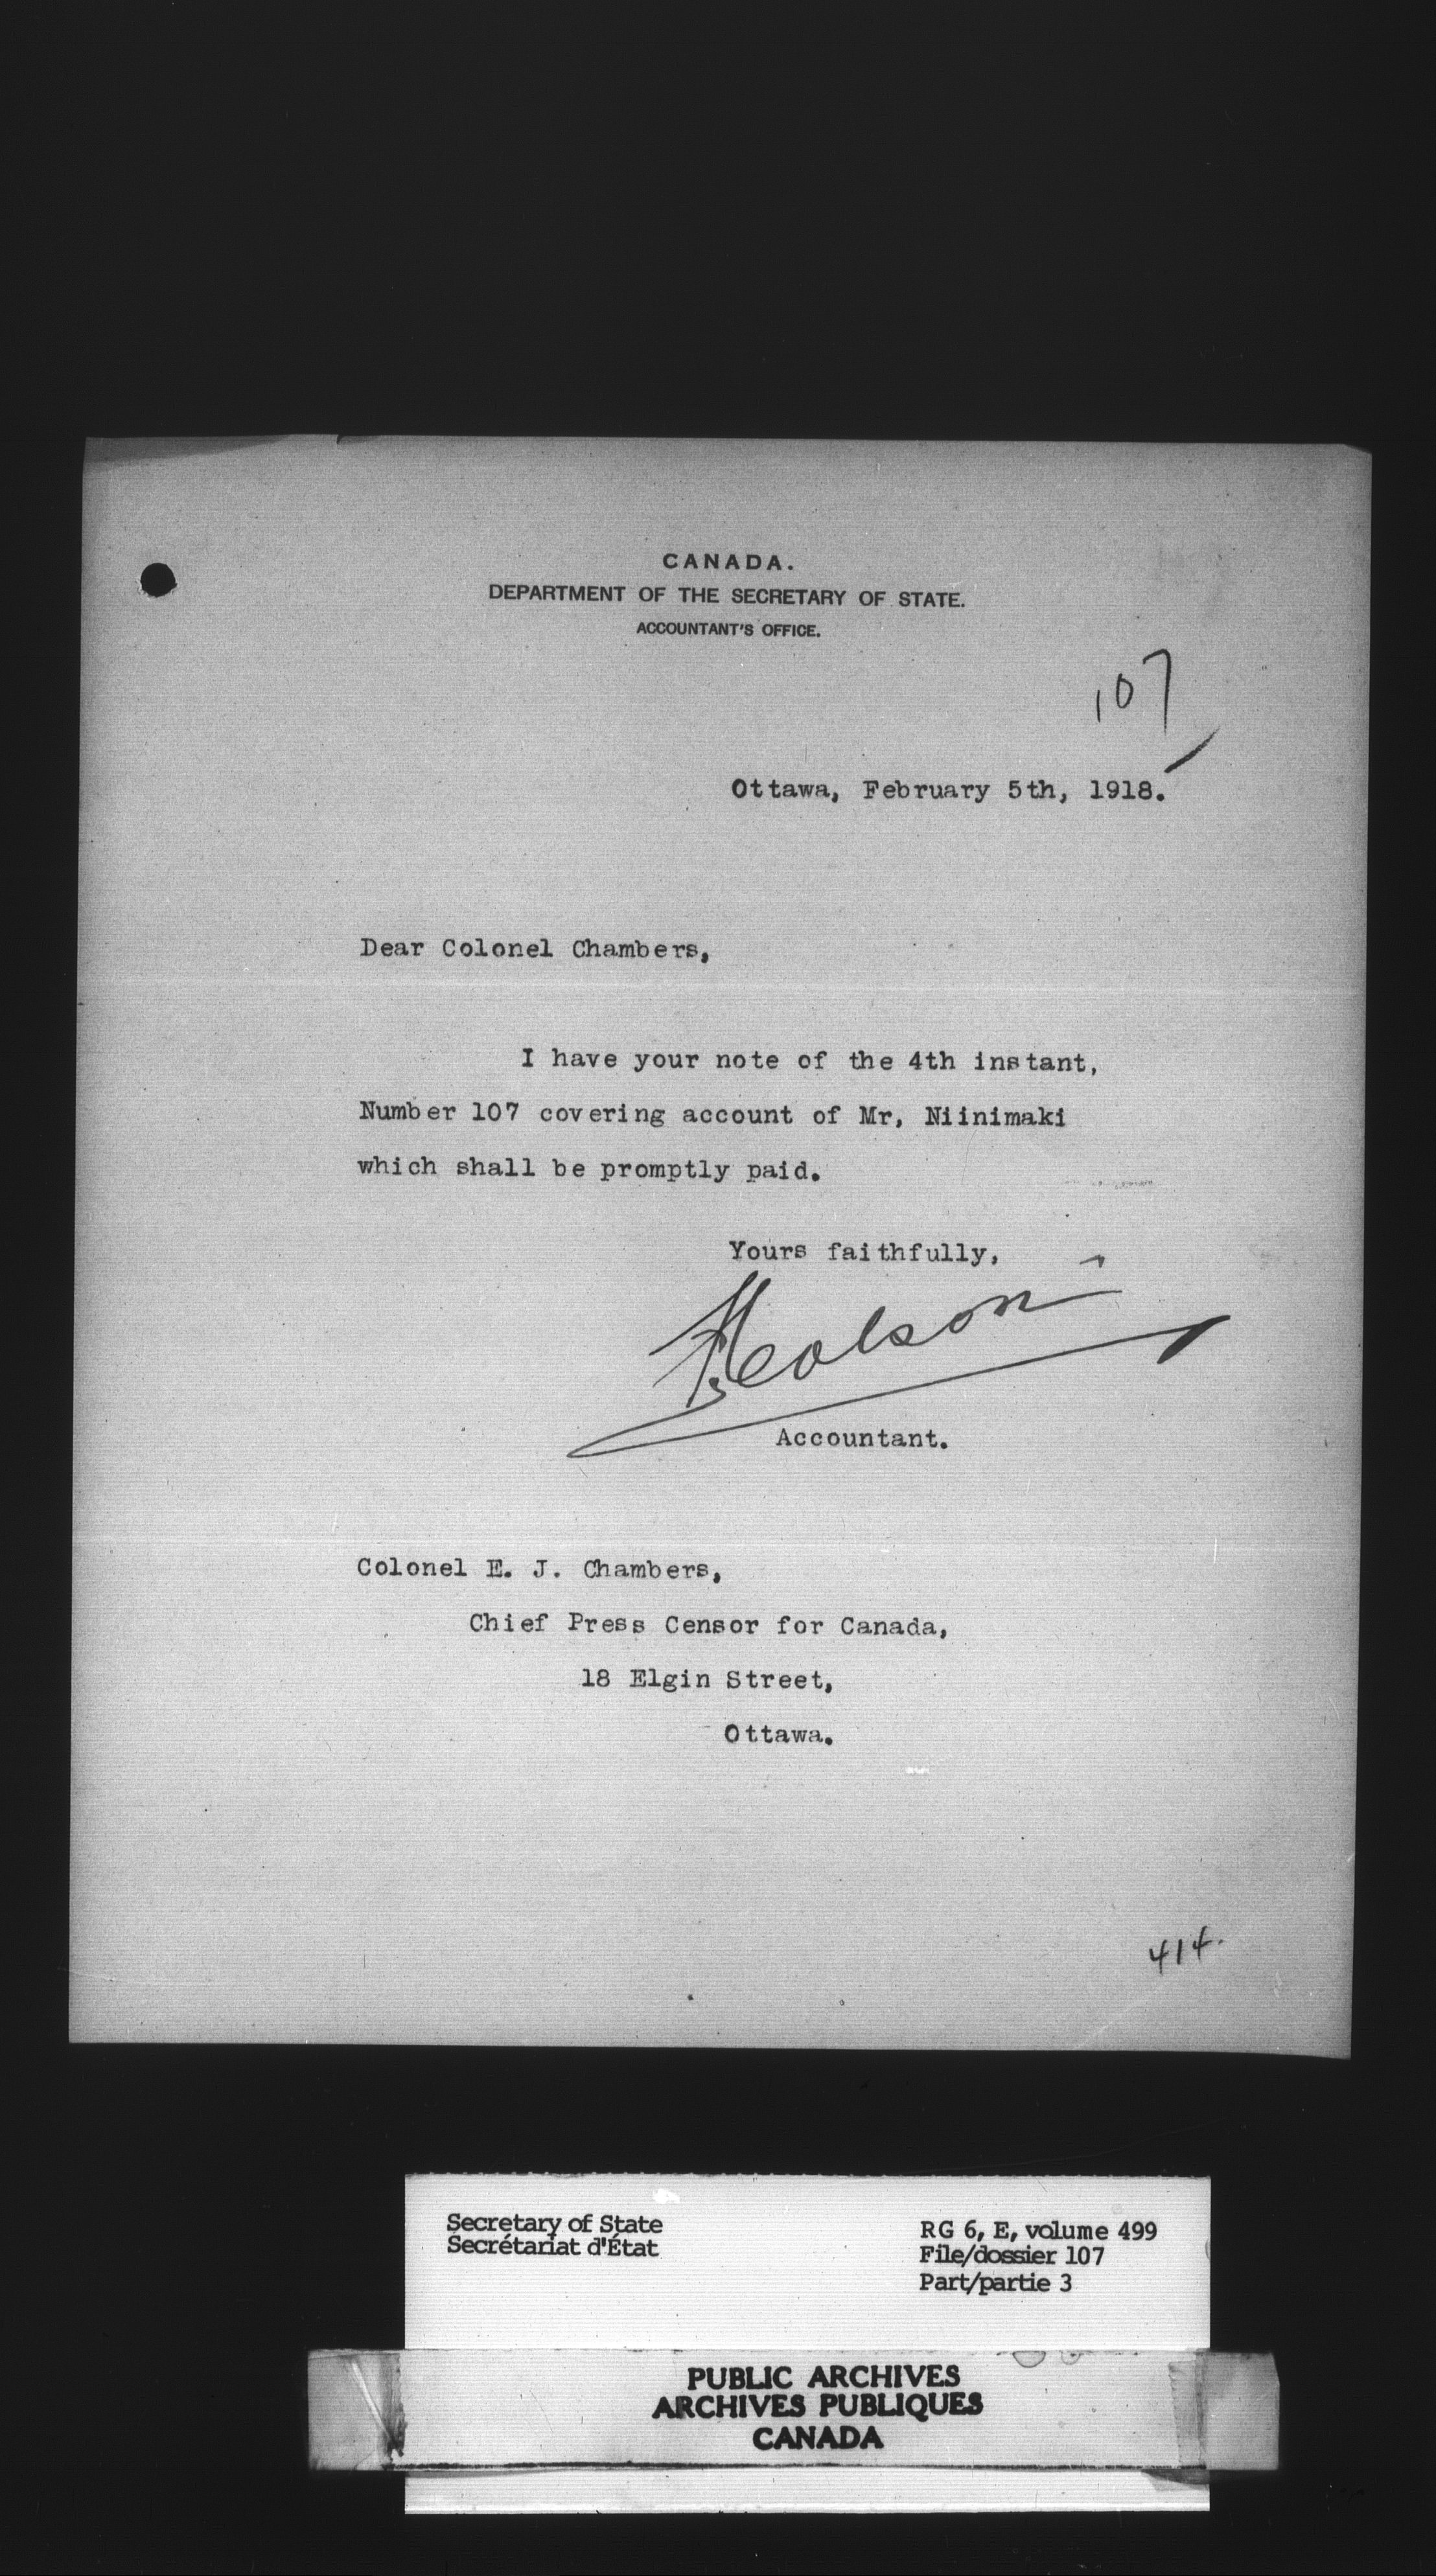 CANADA.
DEPARTMENT OF THE SECRETARY OF STATE.
ACCOUNTANT'S OFFICE.
107
Ottawa, February 5th, 1918.
Dear Colonel Chambers,
I have your note of the 4th instant,
Number 107 covering account of Mr, Niinimaki
which shall be promptly paid.
Yours faithfully,
Accountant.
Colonel E. J. Chambers,
Chief Press Censor for Canada,
18 Elgin Street,
Ottawa.
414.
Secretary of State
Secrétariat d'État
RG 6, E, volume 499
File/dossier 107
Part/partie 3
PUBLIC ARCHIVES
ARCHIVES PUBLIQUES
CANADA